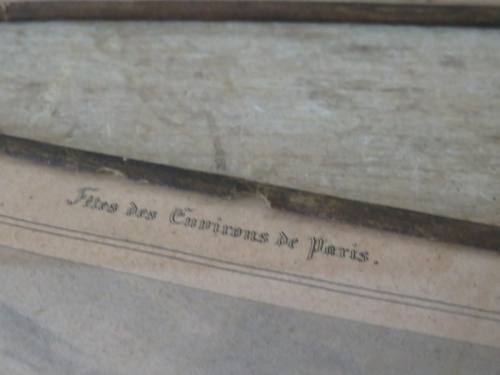 Fêtes des Environs de Paris.